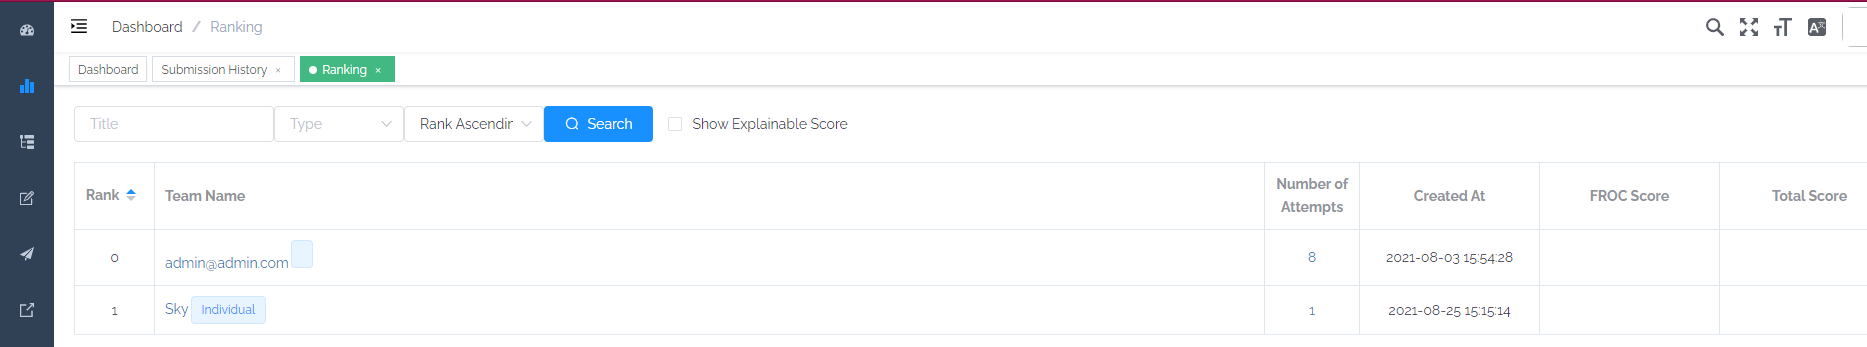 Dashboard / Ranking
Dashboard Submission History × Ranking ×
Title Type Rank Ascendin Search Show Explainable Score
Rank Team Name Number of Attempts Created At FROC Score Total Score
0 admin@admin.com 8 2021-08-03 15:54:28
1 Sky Individual 1 2021-08-25 15:15:14